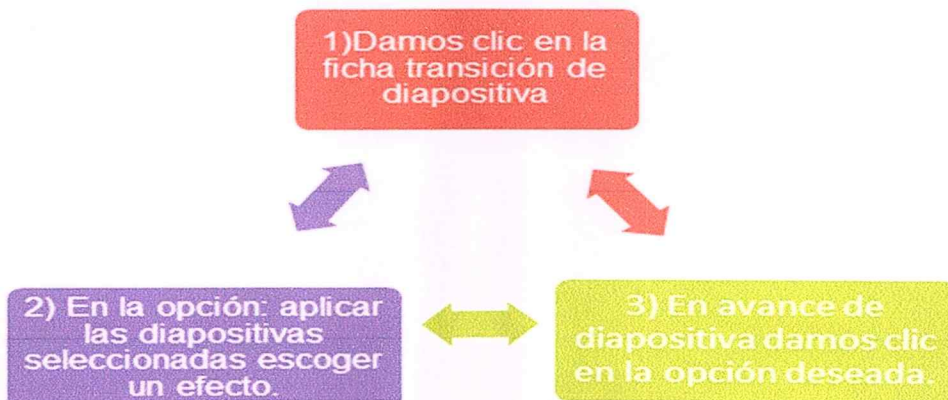 1)Damos clic en la
ficha transición de
diapositiva
2) En la opción: aplicar
las diapositivas
seleccionadas escoger
un efecto.
3) En avance de
diapositiva damos clic
en la opción deseada.